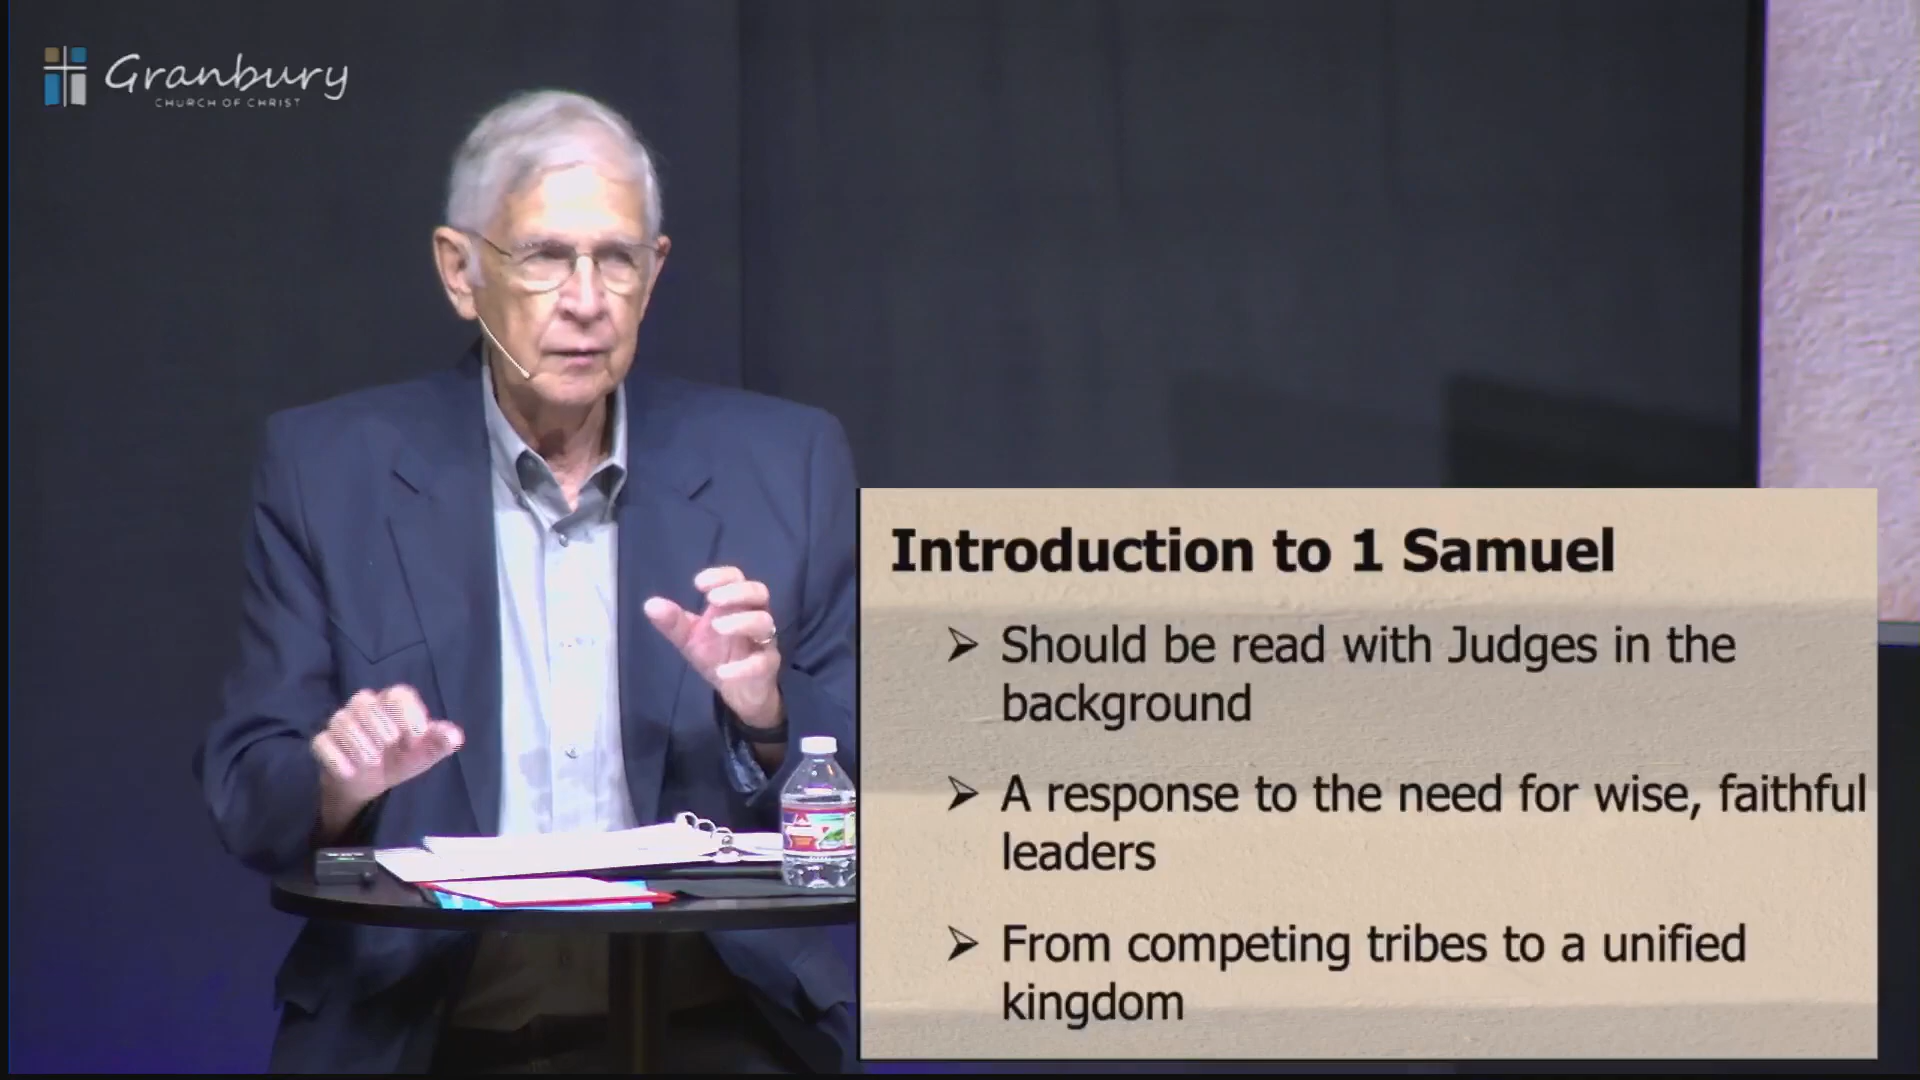 Granbury
CHURCH OF CHRIST
Introduction to 1 Samuel
➢ Should be read with Judges in the
background
➢ A response to the need for wise, faithful
leaders
➢ From competing tribes to a unified
kingdom